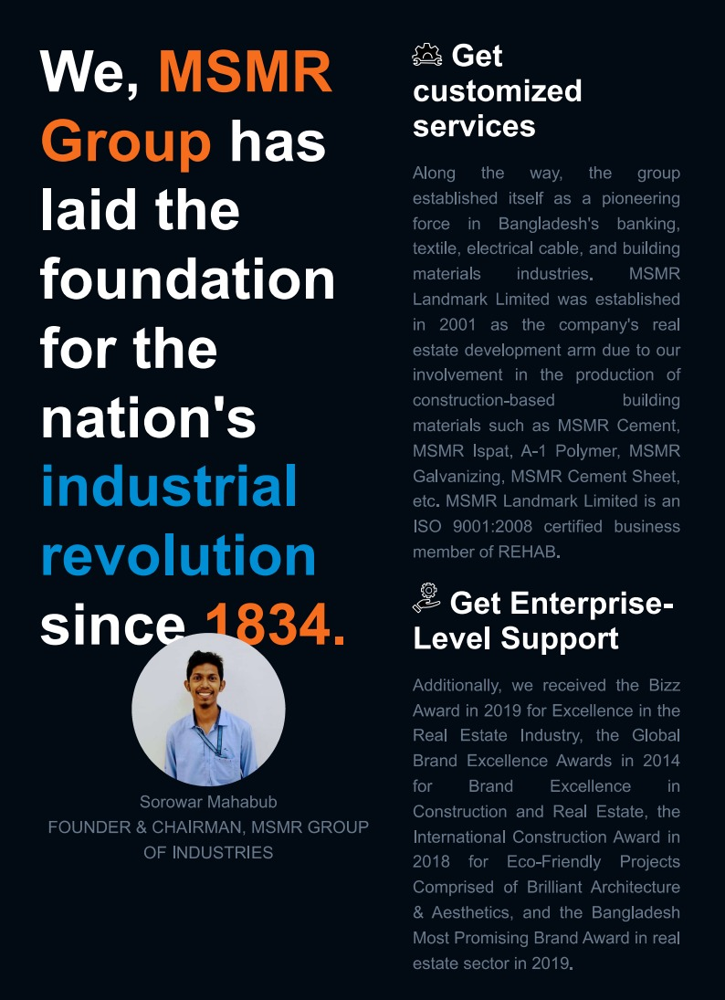 We, MSMR
Group has
laid the
foundation
for the
nation's
industrial
revolution
since 1834.
Sorowar Mahabub
FOUNDER & CHAIRMAN, MSMR GROUP
OF INDUSTRIES
Get
customized
services
Along the way, the group
established itself as a pioneering
force in Bangladesh's banking,
textile, electrical cable, and building
materials industries. MSMR
Landmark Limited was established
in 2001 as the company's real
estate development arm due to our
involvement in the production of
construction-based building
materials such as MSMR Cement,
MSMR Ispat, A-1 Polymer, MSMR
Galvanizing, MSMR Cement Sheet,
etc. MSMR Landmark Limited is an
ISO 9001:2008 certified business
member of REHAB.
Get Enterprise-
Level Support
Additionally, we received the Bizz
Award in 2019 for Excellence in the
Real Estate Industry, the Global
Brand Excellence Awards in 2014
for Brand Excellence in
Construction and Real Estate, the
International Construction Award in
2018 for Eco-Friendly Projects
Comprised of Brilliant Architecture
& Aesthetics, and the Bangladesh
Most Promising Brand Award in real
estate sector in 2019.